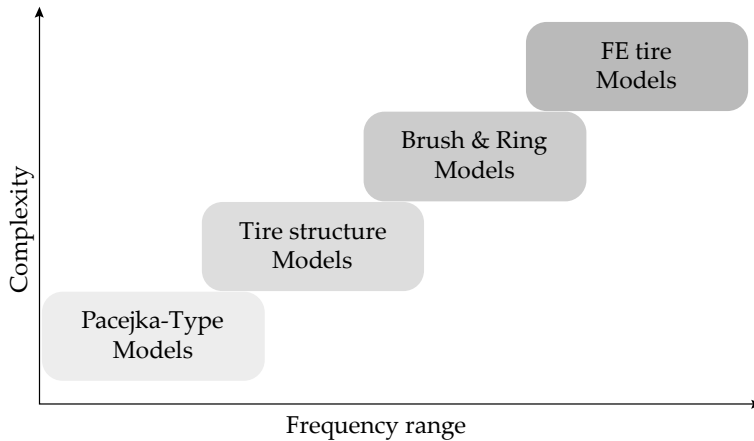 FE tire
Models
Brush & Ring
Models
Tire structure
Models
Pacejka-Type
Models
Complexity
Frequency range